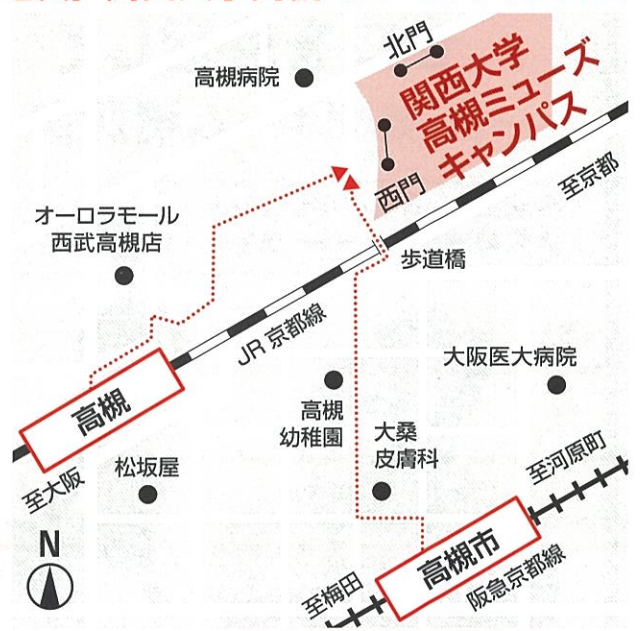 北門
高槻病院
関西大学
高槻ミューズ
キャンパス
西門
至京都
オーロラモール
西武高槻店
歩道橋
JR京都線
大阪医大病院
高槻
高槻
幼稚園
大桑
皮膚科
至大阪
松坂屋
至河原町
N
高槻市
阪急京都線
至梅田